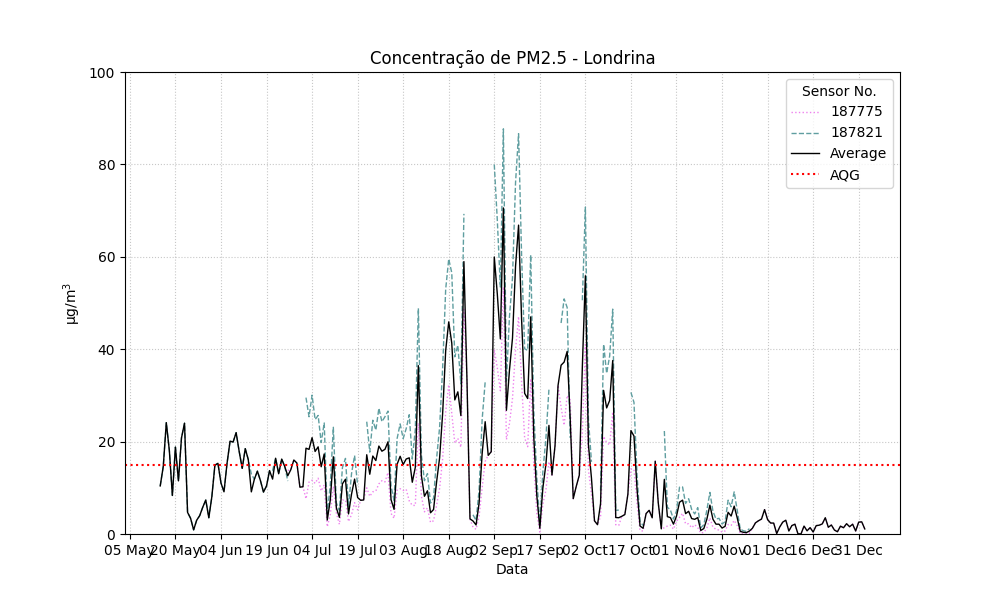 Concentração de PM2.5 - Londrina
Sensor No.
187775
187821
Average
AQG
100
80
60
40
20
0
µg/m³
05 May 20 May 04 Jun 19 Jun 04 Jul 19 Jul 03 Aug 18 Aug 02 Sep 17 Sep 02 Oct 17 Oct 01 Nov 16 Nov 01 Dec 16 Dec 31 Dec
Data